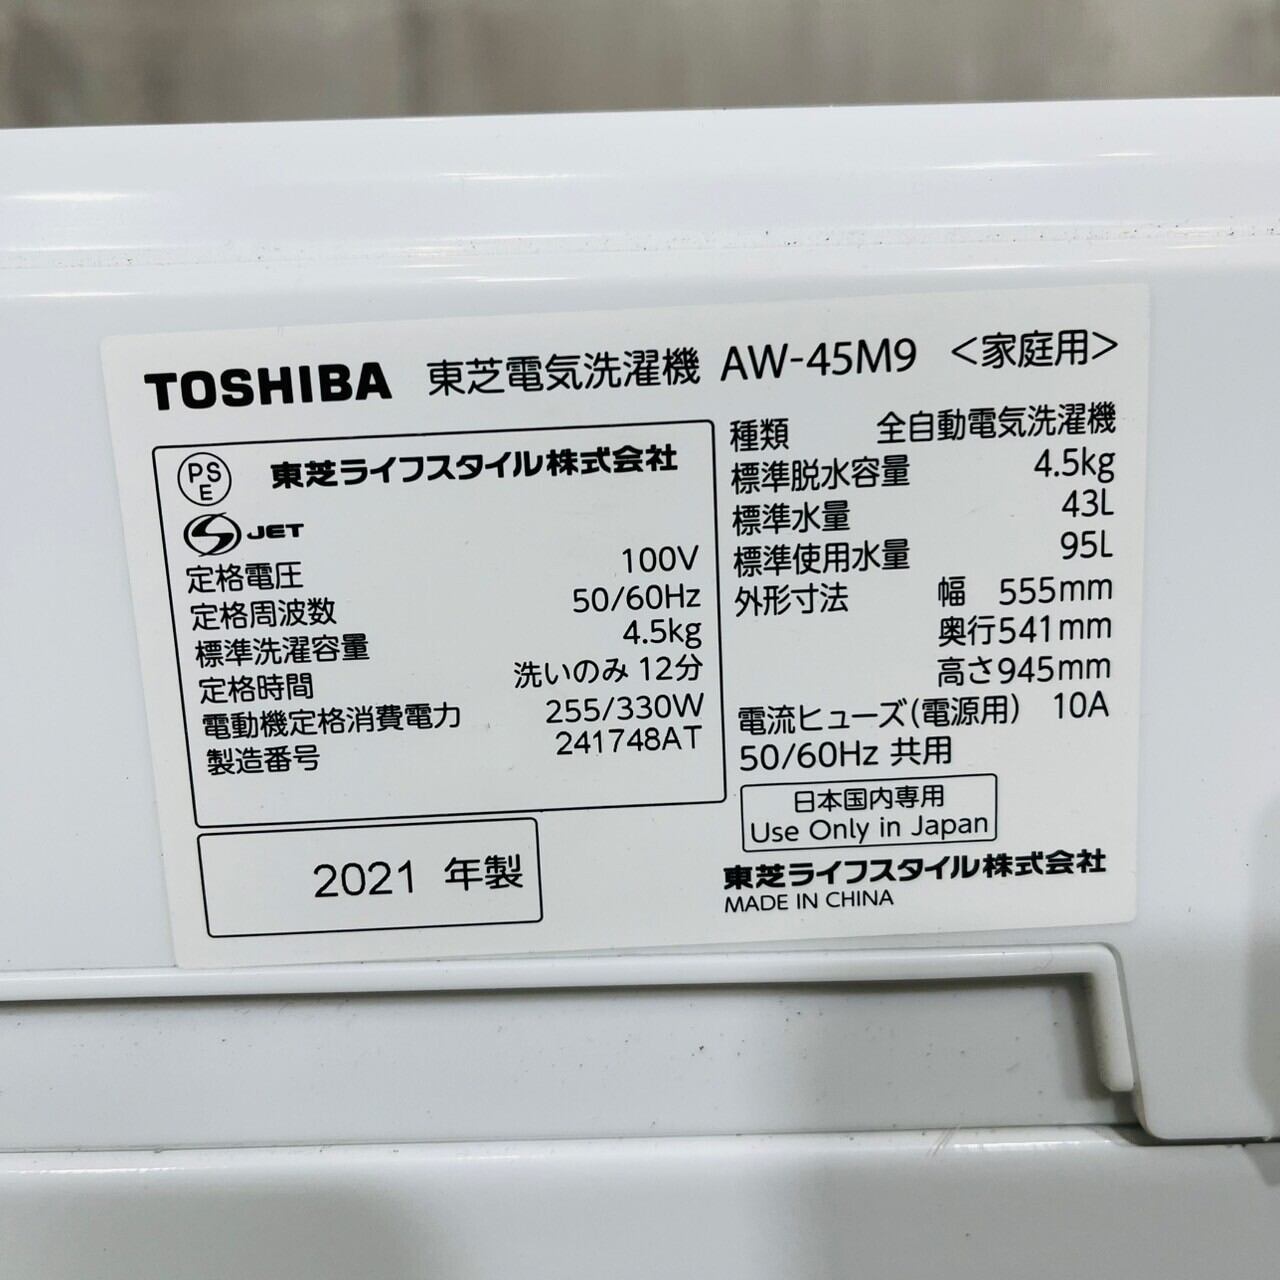 TOSHIBA 東芝電気洗濯機 AW-45M9 <家庭用>
PS
E
東芝ライフスタイル株式会社
JET
定格電圧 100V
定格周波数 50/60Hz
標準洗濯容量 4.5kg
定格時間 洗いのみ 12分
電動機定格消費電力 255/330W
製造番号 241748AT
2021 年製
種類 全自動電気洗濯機
標準脱水容量 4.5kg
標準水量 43L
標準使用水量 95L
外形寸法 幅 555mm
奥行541mm
高さ945mm
電流ヒューズ(電源用) 10A
50/60Hz 共用
日本国内専用
Use Only in Japan
東芝ライフスタイル株式会社
MADE IN CHINA